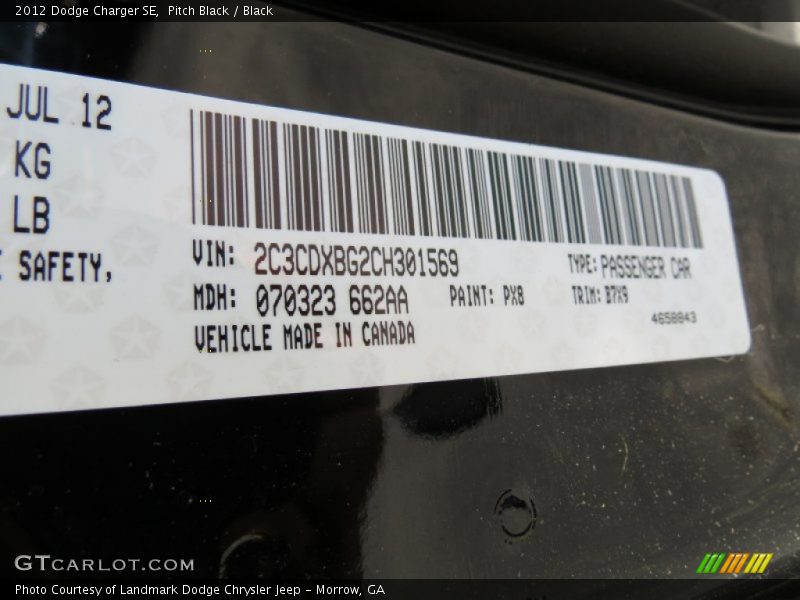 2012 Dodge Charger SE,  Pitch Black / Black
JUL 12
KG
LB
SAFETY,
VIN: 2C3CDXBG2CH301569
TYPE: PASSENGER CAR
MDH: 070323 662AA
PAINT: PX8
TRIM: B7X9
VEHICLE MADE IN CANADA
4658843
GTCARLOT.COM
Photo Courtesy of Landmark Dodge Chrysler Jeep – Morrow, GA